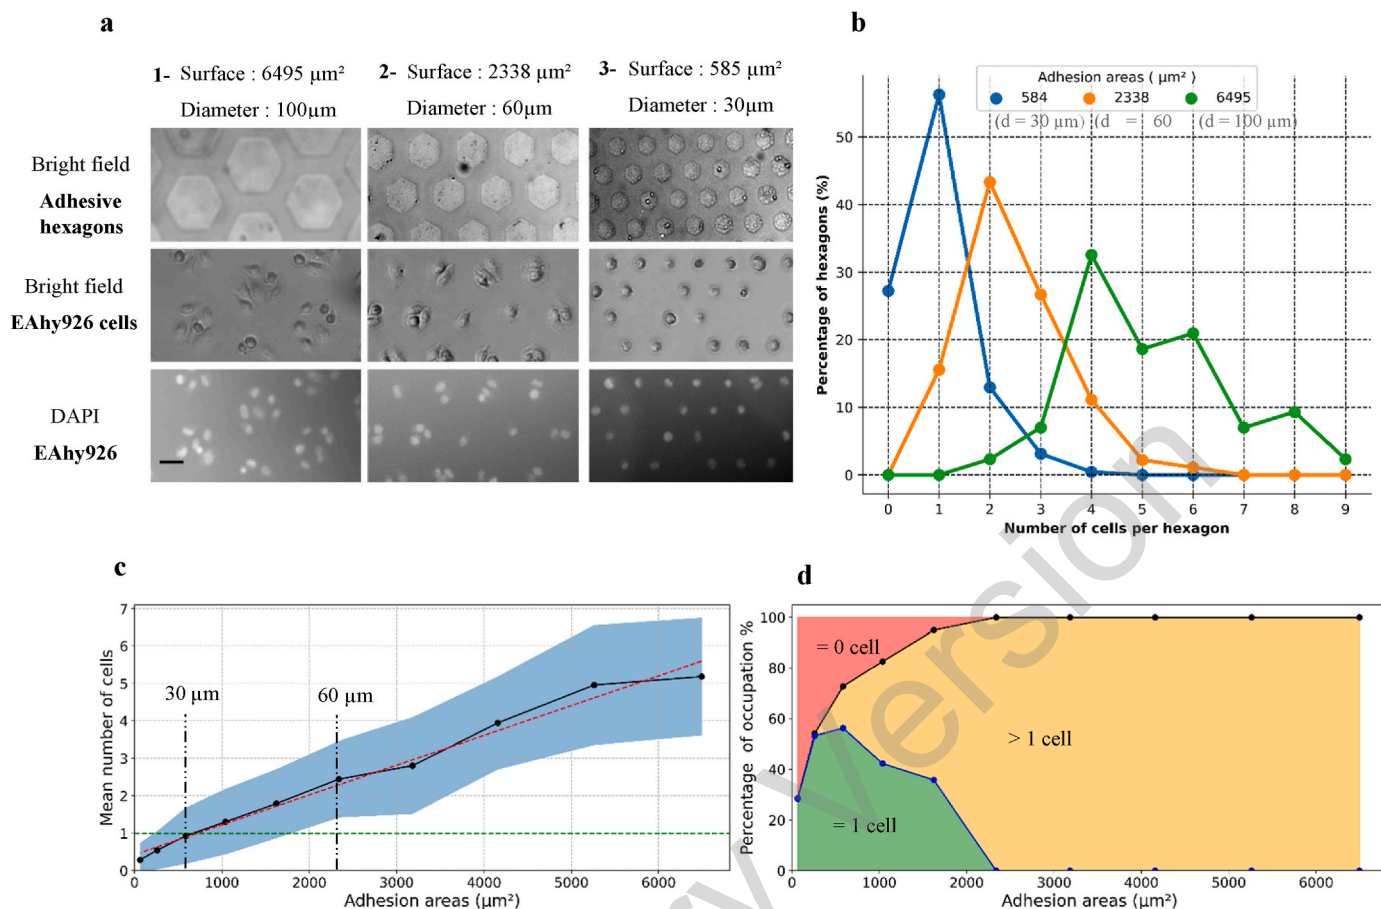 a
1- Surface : 6495 µm²
Diameter : 100µm
2- Surface : 2338 µm²
Diameter : 60µm
3- Surface : 585 µm²
Diameter : 30µm
Bright field
Adhesive
hexagons
Bright field
EAhy926 cells
DAPI
EAhy926
b
Adhesion areas ( µm² )
584 2338 6495
(d = 30 µm) (d = 60 (d = 100 µm)
Percentage of hexagons (%)
50
40
30
20
10
0
0 1 2 3 4 5 6 7 8 9
Number of cells per hexagon
c
Mean number of cells
7
6
5
4
3
2
1
0
30 µm
60 µm
0 1000 2000 3000 4000 5000 6000
Adhesion areas (µm²)
d
Percentage of occupation %
100
80
60
40
20
0
= 0 cell
> 1 cell
= 1 cell
0 1000 2000 3000 4000 5000 6000
Adhesion areas (µm²)
Version